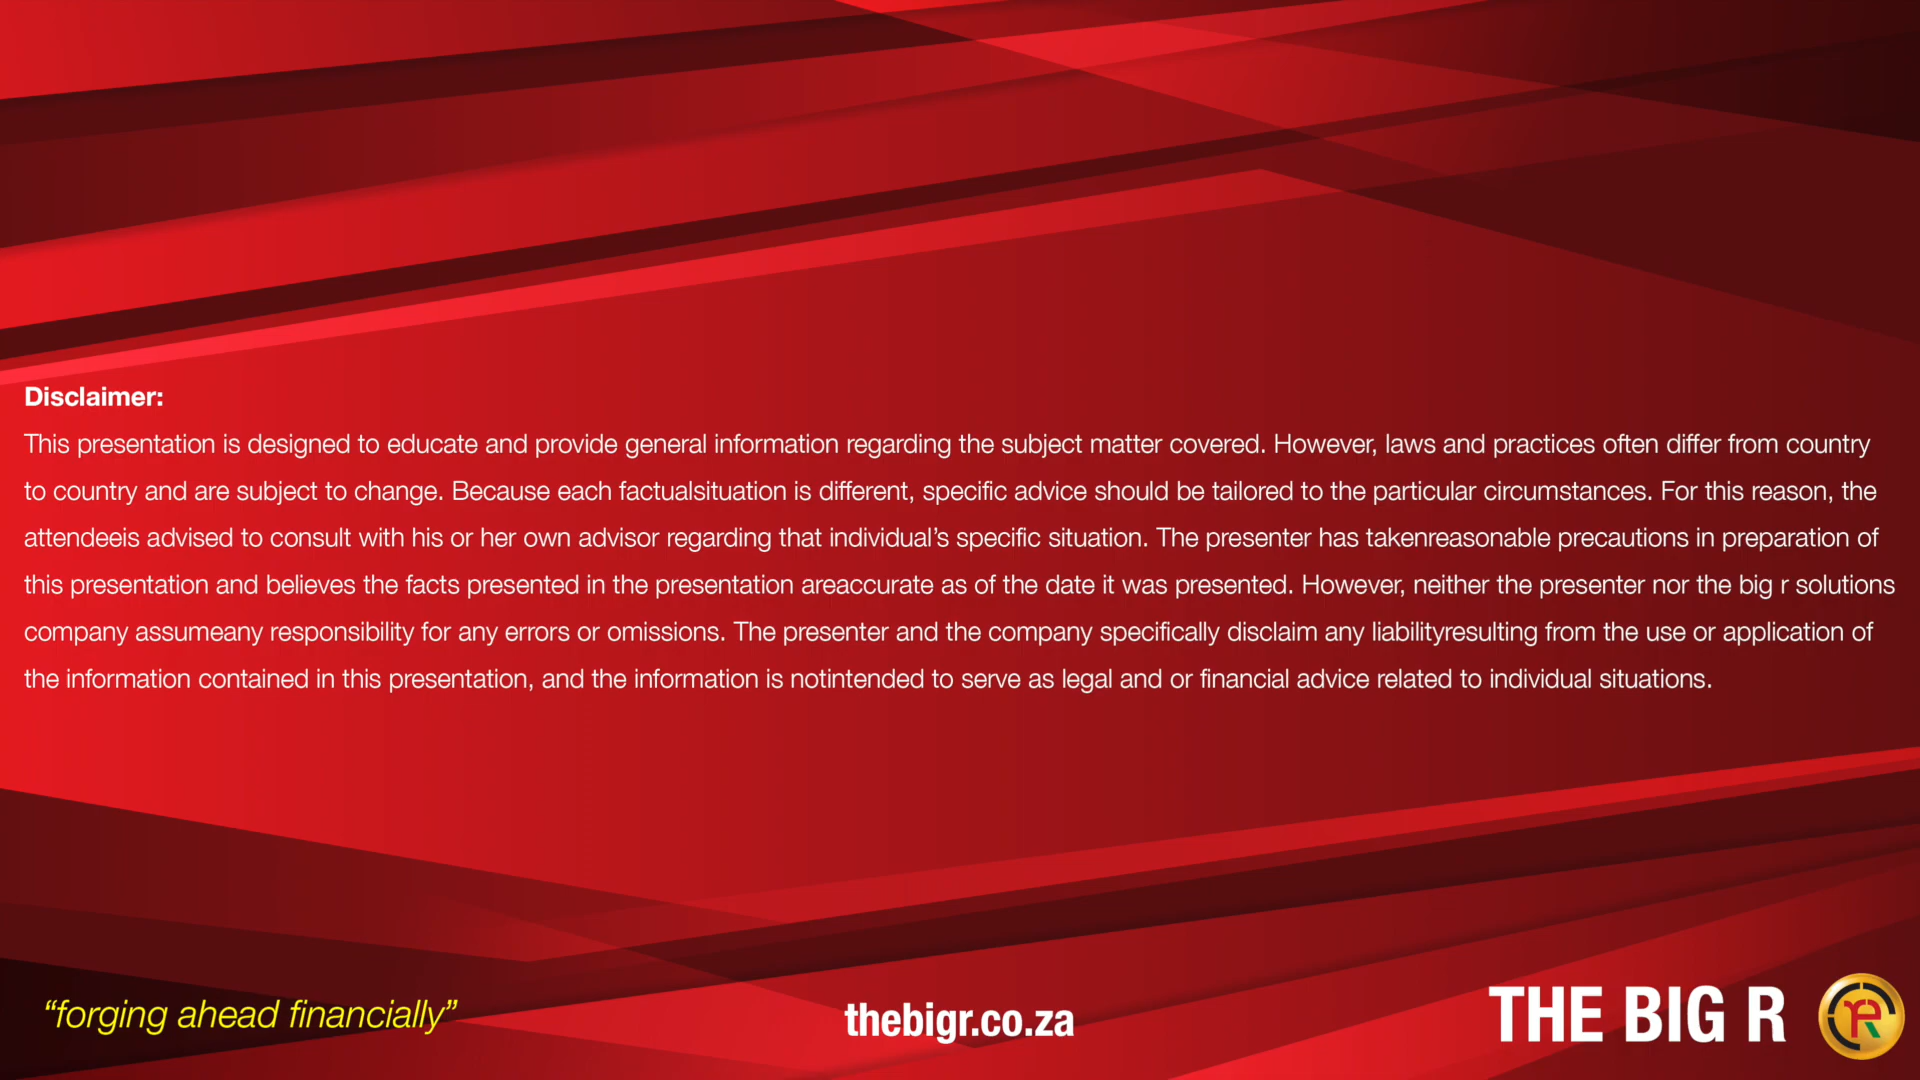 Disclaimer:
This presentation is designed to educate and provide general information regarding the subject matter covered. However, laws and practices often differ from country
to country and are subject to change. Because each factualsituation is different, specific advice should be tailored to the particular circumstances. For this reason, the
attendeeis advised to consult with his or her own advisor regarding that individual’s specific situation. The presenter has takenreasonable precautions in preparation of
this presentation and believes the facts presented in the presentation areaccurate as of the date it was presented. However, neither the presenter nor the big r solutions
company assumeany responsibility for any errors or omissions. The presenter and the company specifically disclaim any liabilityresulting from the use or application of
the information contained in this presentation, and the information is notintended to serve as legal and or financial advice related to individual situations.
“forging ahead financially”
thebigr.co.za
THE BIG R